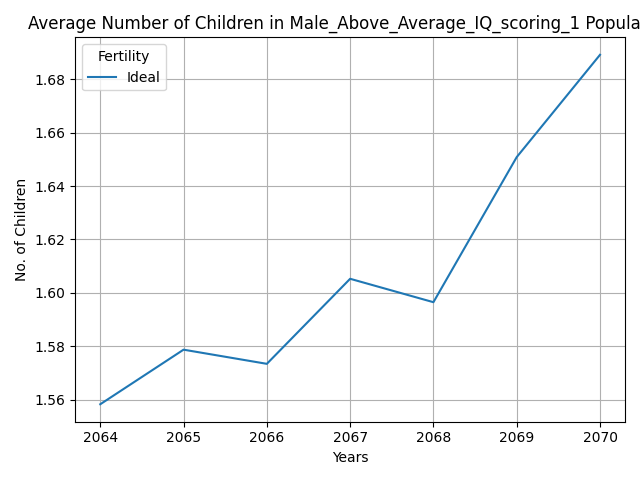 Average Number of Children in Male_Above_Average_IQ_scoring_1 Popula
Fertility
Ideal
No. of Children
1.68
1.66
1.64
1.62
1.60
1.58
1.56
2064 2065 2066 2067 2068 2069 2070
Years